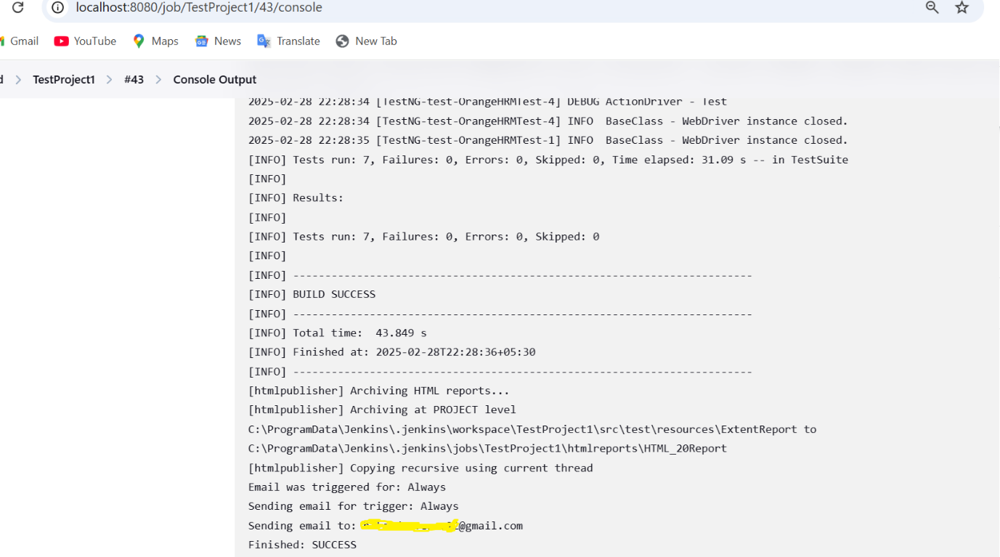 localhost:8080/job/TestProject1/43/console
Gmail YouTube Maps News Translate New Tab
d > TestProject1 > #43 > Console Output
2025-02-28 22:28:34 [TestNG-test-OrangeHRMTest-4] DEBUG ActionDriver - Test
2025-02-28 22:28:34 [TestNG-test-OrangeHRMTest-4] INFO  BaseClass - WebDriver instance closed.
2025-02-28 22:28:35 [TestNG-test-OrangeHRMTest-1] INFO  BaseClass - WebDriver instance closed.
[INFO] Tests run: 7, Failures: 0, Errors: 0, Skipped: 0, Time elapsed: 31.09 s -- in TestSuite
[INFO]
[INFO] Results:
[INFO]
[INFO] Tests run: 7, Failures: 0, Errors: 0, Skipped: 0
[INFO]
[INFO] ------------------------------------------------------------------------
[INFO] BUILD SUCCESS
[INFO] ------------------------------------------------------------------------
[INFO] Total time:  43.849 s
[INFO] Finished at: 2025-02-28T22:28:36+05:30
[INFO] ------------------------------------------------------------------------
[htmlpublisher] Archiving HTML reports...
[htmlpublisher] Archiving at PROJECT level
C:\ProgramData\Jenkins\.jenkins\workspace\TestProject1\src\test\resources\ExtentReport to
C:\ProgramData\Jenkins\.jenkins\jobs\TestProject1\htmlreports\HTML_20Report
[htmlpublisher] Copying recursive using current thread
Email was triggered for: Always
Sending email for trigger: Always
Sending email to: @gmail.com
Finished: SUCCESS